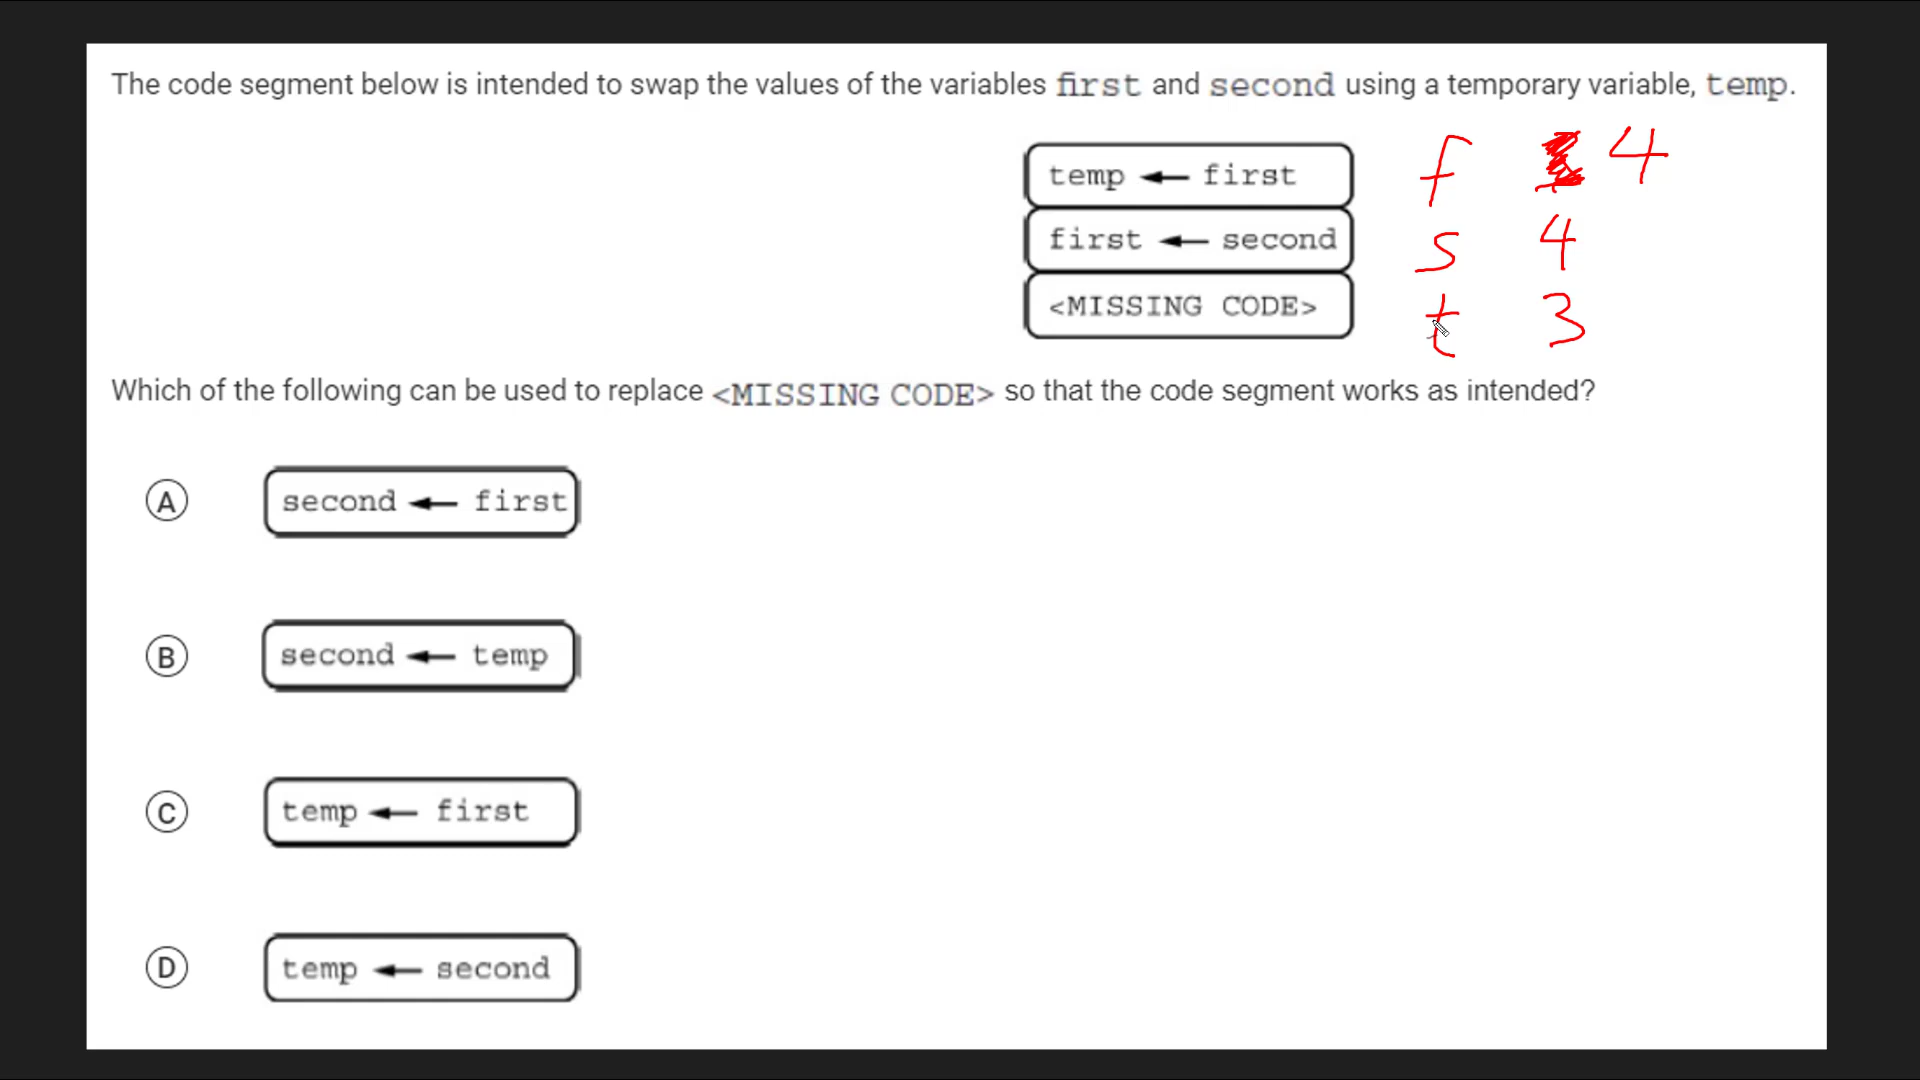 The code segment below is intended to swap the values of the variables first and second using a temporary variable, temp.
temp ← first
f 4
first ← second
s 4
<MISSING CODE>
t 3
Which of the following can be used to replace <MISSING CODE> so that the code segment works as intended?
A second ← first
B second ← temp
C temp ← first
D temp ← second